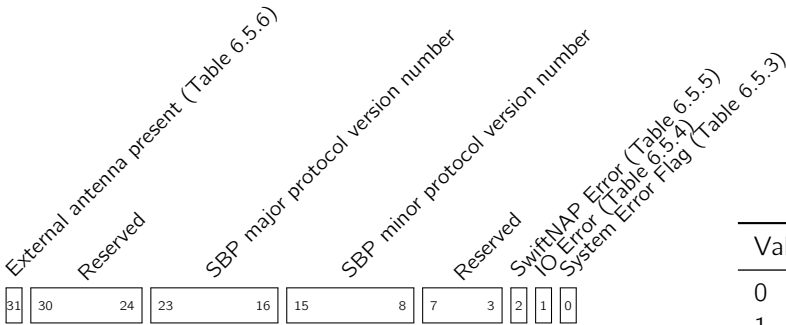 External antenna present (Table 6.5.6)
Reserved
SBP major protocol version number
SBP minor protocol version number
Reserved
SwiftNAP Error (Table 6.5.5)
IO Error (Table 6.5.4)
System Error Flag (Table 6.5.3)
31 30 24 23 16 15 8 7 3 2 1 0
0